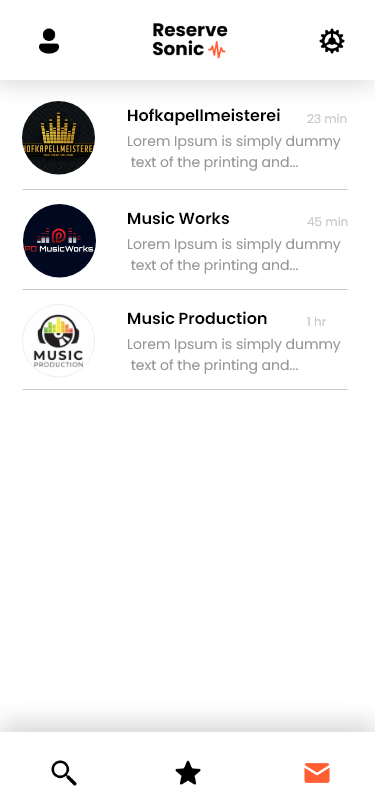 Reserve
Sonic
Hofkapellmeisterei
23 min
HOFKAPELLMEISTEREI
Lorem Ipsum is simply dummy
text of the printing and...
Music Works
45 min
PC MusicWorks
Lorem Ipsum is simply dummy
text of the printing and...
Music Production
1 hr
MUSIC
PRODUCTION
Lorem Ipsum is simply dummy
text of the printing and...